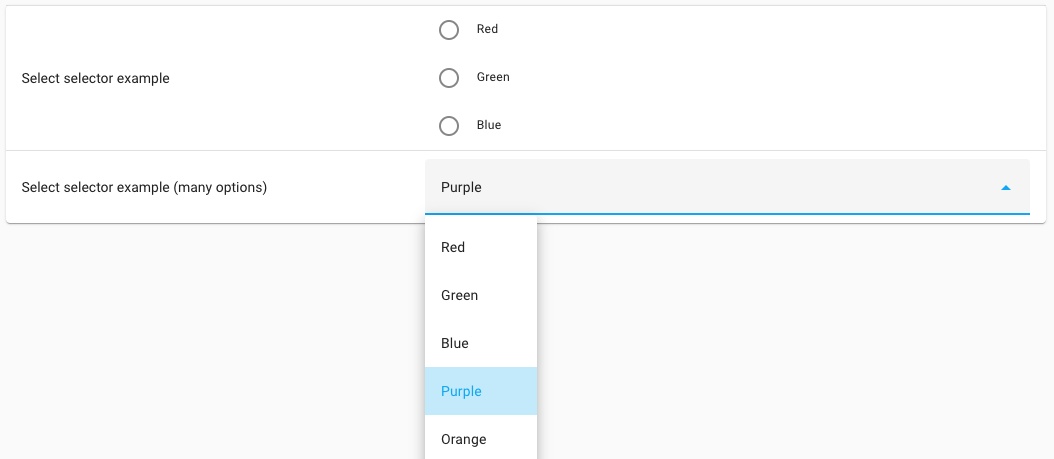 Red
Select selector example
Green
Blue
Select selector example (many options)
Purple
Red
Green
Blue
Purple
Orange